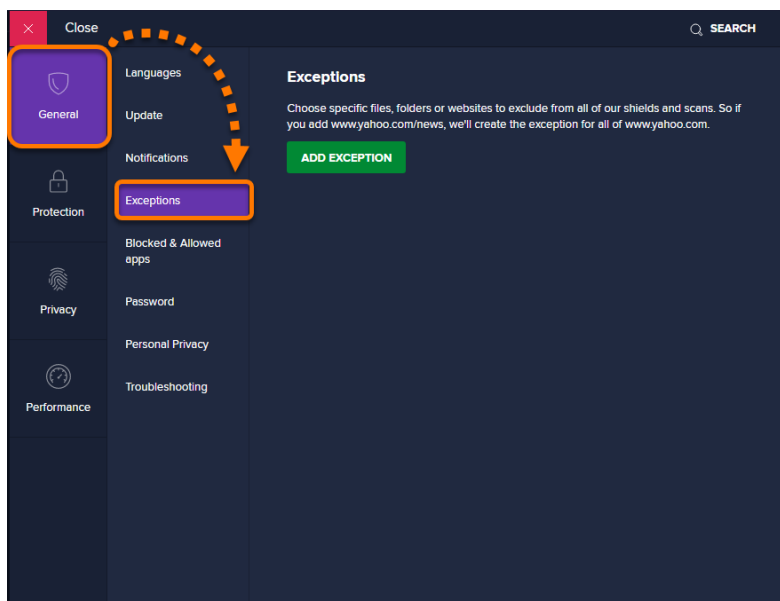 Close
SEARCH
General
Protection
Privacy
Performance
Languages
Update
Notifications
Exceptions
Blocked & Allowed
apps
Password
Personal Privacy
Troubleshooting
Exceptions
Choose specific files, folders or websites to exclude from all of our shields and scans. So if
you add www.yahoo.com/news, we'll create the exception for all of www.yahoo.com.
ADD EXCEPTION